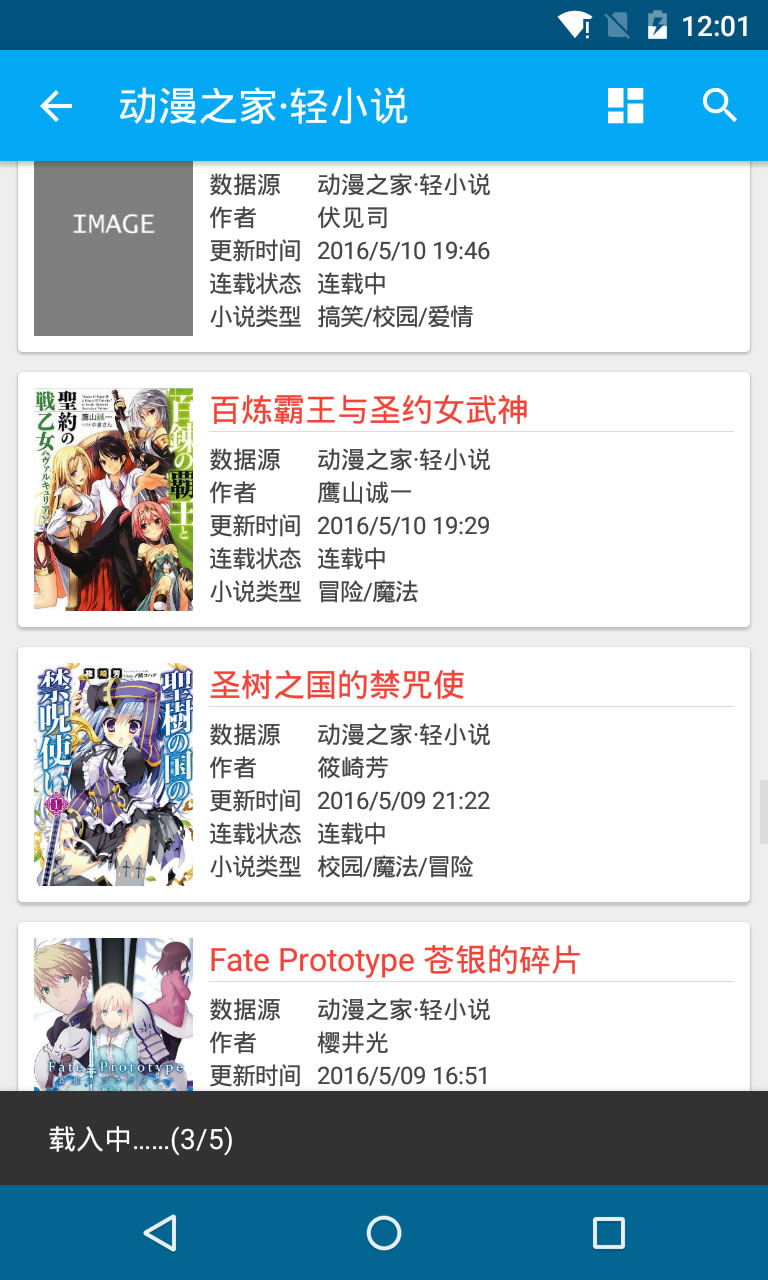 12:01
动漫之家·轻小说
IMAGE
数据源 动漫之家·轻小说
作者 伏见司
更新时间 2016/5/10 19:46
连载状态 连载中
小说类型 搞笑/校园/爱情
百錬の覇王と
聖約の
戦乙女
鷹山誠一
百炼霸王与圣约女武神
数据源 动漫之家·轻小说
作者 鹰山诚一
更新时间 2016/5/10 19:29
连载状态 连载中
小说类型 冒险/魔法
聖樹の国の
禁呪使い
1
篠崎芳
圣树之国的禁咒使
数据源 动漫之家·轻小说
作者 筱崎芳
更新时间 2016/5/09 21:22
连载状态 连载中
小说类型 校园/魔法/冒险
Fate Prototype
Fate Prototype 苍银的碎片
数据源 动漫之家·轻小说
作者 樱井光
更新时间 2016/5/09 16:51
载入中……(3/5)